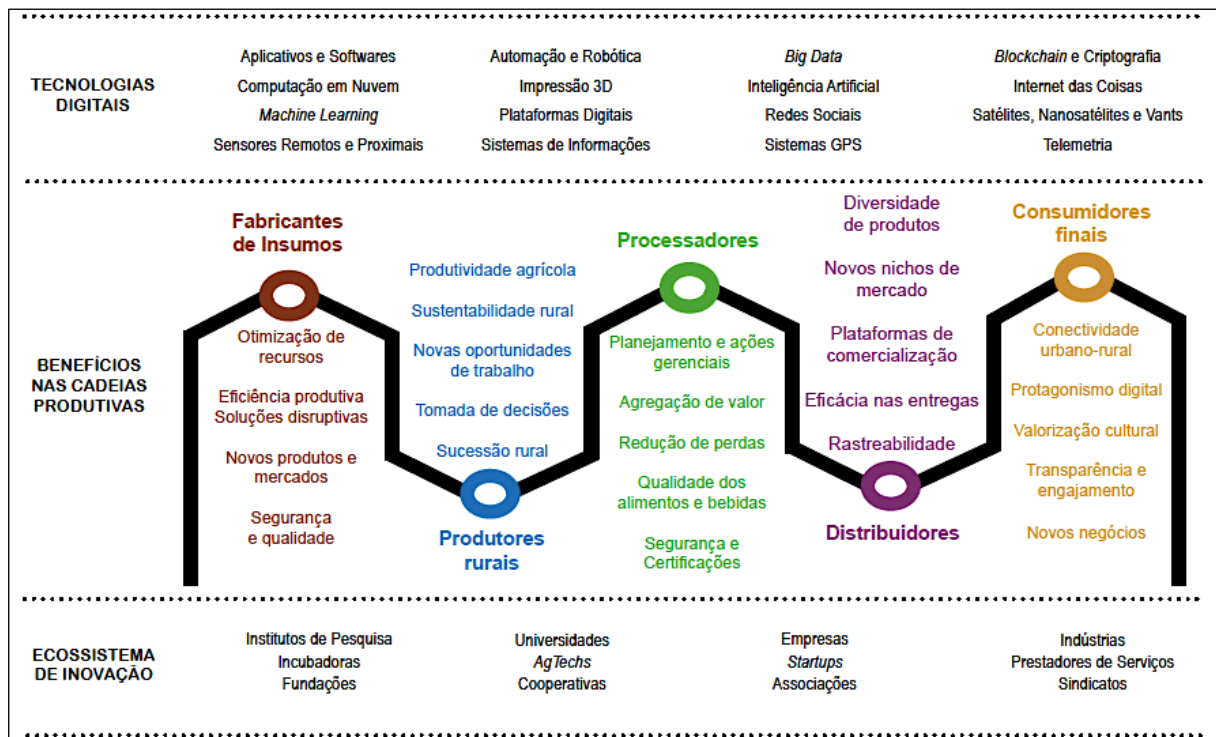 TECNOLOGIAS
DIGITAIS
Aplicativos e Softwares
Computação em Nuvem
Machine Learning
Sensores Remotos e Proximais
Automação e Robótica
Impressão 3D
Plataformas Digitais
Sistemas de Informações
Big Data
Inteligência Artificial
Redes Sociais
Sistemas GPS
Blockchain e Criptografia
Internet das Coisas
Satélites, Nanosatélites e Vants
Telemetria
BENEFÍCIOS
NAS CADEIAS
PRODUTIVAS
Fabricantes
de Insumos
Otimização de
recursos
Eficiência produtiva
Soluções disruptivas
Novos produtos e
mercados
Segurança
e qualidade
Produtividade agrícola
Sustentabilidade rural
Novas oportunidades
de trabalho
Tomada de decisões
Sucessão rural
Produtores
rurais
Processadores
Planejamento e ações
gerenciais
Agregação de valor
Redução de perdas
Qualidade dos
alimentos e bebidas
Segurança e
Certificações
Diversidade
de produtos
Novos nichos de
mercado
Plataformas de
comercialização
Eficácia nas entregas
Rastreabilidade
Distribuidores
Consumidores
finais
Conectividade
urbano-rural
Protagonismo digital
Valorização cultural
Transparência e
engajamento
Novos negócios
ECOSSISTEMA
DE INOVAÇÃO
Institutos de Pesquisa
Incubadoras
Fundações
Universidades
AgTechs
Cooperativas
Empresas
Startups
Associações
Indústrias
Prestadores de Serviços
Sindicatos